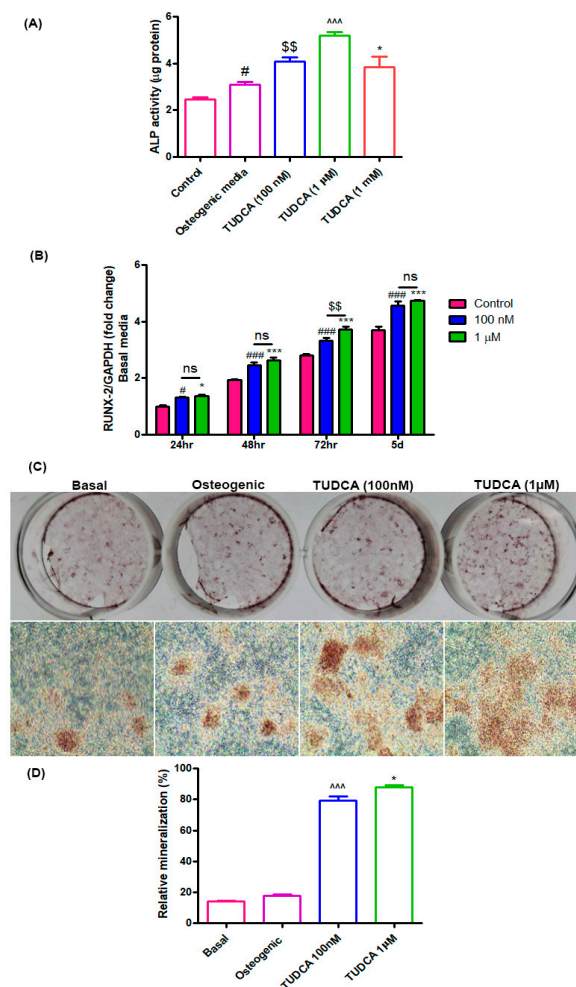 (A)
ALP activity (ug protein)
6
4
2
0
#
$$
^^^
*
Control
Osteogenic media
TUDCA (100 nM)
TUDCA (1 µM)
TUDCA (1 mM)
(B)
RUNX-2/GAPDH (fold change)
Basal media
6
4
2
0
ns
# *
ns
### ***
$$
### ***
ns
### ***
24hr 48hr 72hr 5d
Control
100 nM
1 µM
(C)
Basal Osteogenic TUDCA (100nM) TUDCA (1µM)
(D)
Relative mineralization (%)
100
80
60
40
20
0
^^^
*
Basal
Osteogenic
TUDCA 100nM
TUDCA 1µM